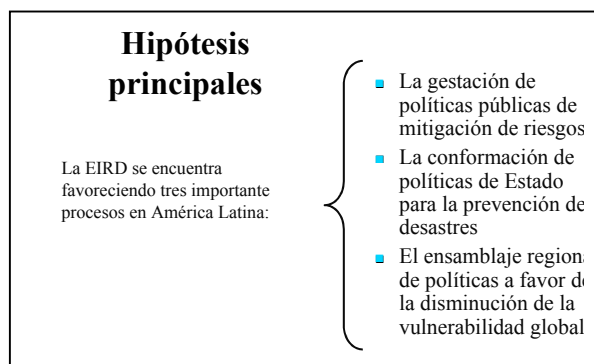 Hipótesis
principales
La EIRD se encuentra
favoreciendo tres importante
procesos en América Latina:
La gestación de
políticas públicas de
mitigación de riesgos
La conformación de
políticas de Estado
para la prevención de
desastres
El ensamblaje regiona
de políticas a favor de
la disminución de la
vulnerabilidad global